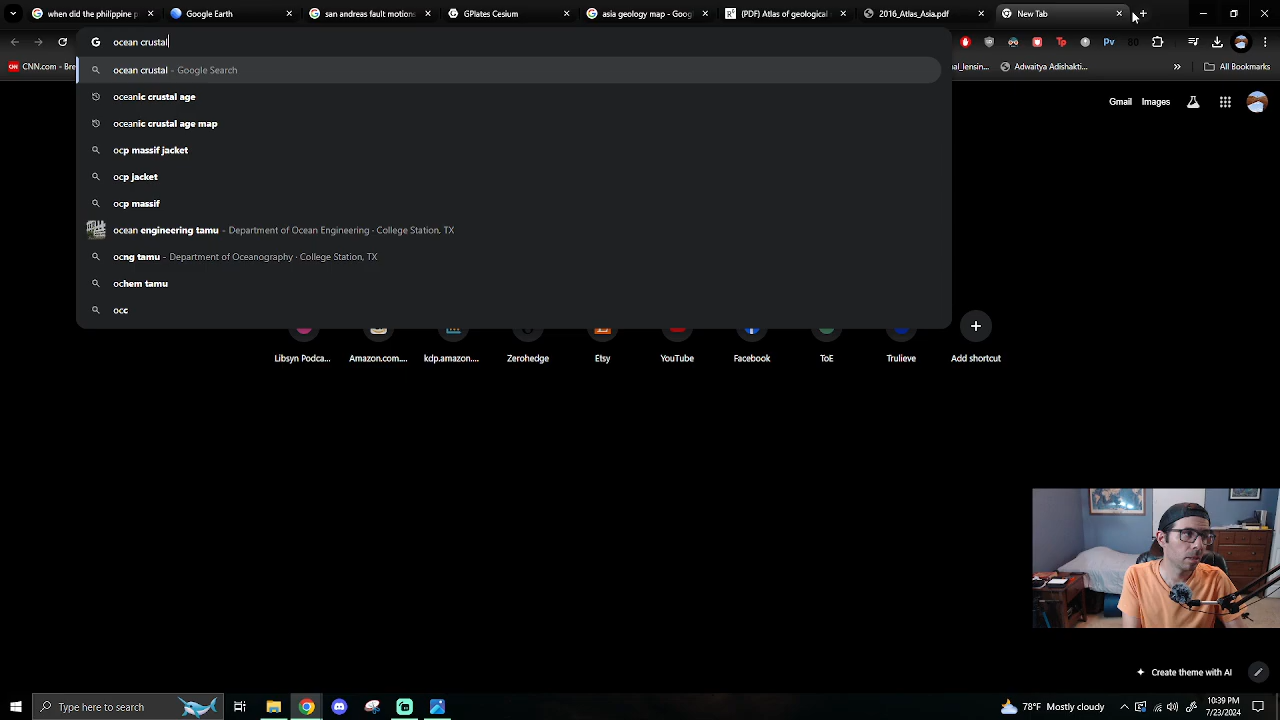 when did the philippine p
Google Earth
san andreas fault motions
GPlates Cesium
asia geology map - Goo
(PDF) Atlas of geological
2016_Atlas_Asia.pdf
New Tab
ocean crustal
ocean crustal - Google Search
oceanic crustal age
oceanic crustal age map
ocp massif jacket
ocp jacket
ocp massif
ocean engineering tamu - Department of Ocean Engineering · College Station, TX
ocng tamu - Department of Oceanography · College Station, TX
ochem tamu
occ
CNN.com - Bre
al_lensin...
Adwaitya Adishakti...
All Bookmarks
Gmail
Images
Libsyn Podca...
Amazon.com....
kdp.amazon....
Zerohedge
Etsy
YouTube
Facebook
ToE
Trulieve
Add shortcut
Create theme with AI
Type here to search
78°F Mostly cloudy
10:39 PM
7/23/2024